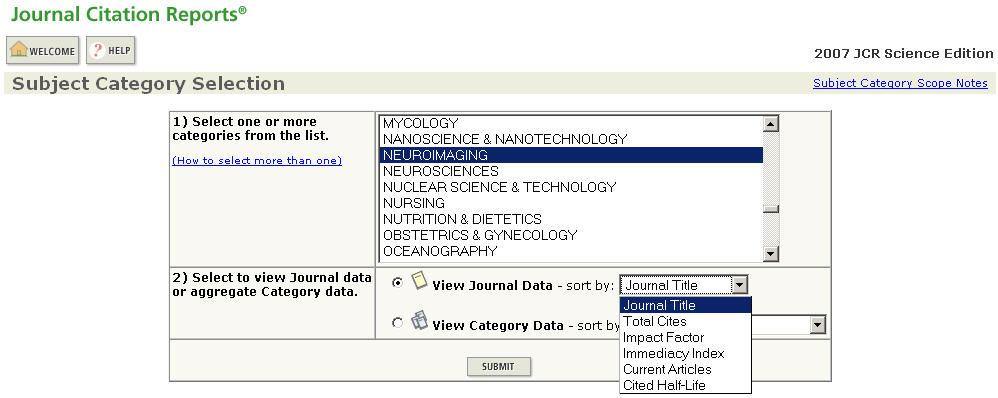 Journal Citation Reports®
WELCOME
? HELP
2007 JCR Science Edition
Subject Category Selection
Subject Category Scope Notes
1) Select one or more
categories from the list.
(How to select more than one)
MYCOLOGY
NANOSCIENCE & NANOTECHNOLOGY
NEUROIMAGING
NEUROSCIENCES
NUCLEAR SCIENCE & TECHNOLOGY
NURSING
NUTRITION & DIETETICS
OBSTETRICS & GYNECOLOGY
OCEANOGRAPHY
2) Select to view Journal data
or aggregate Category data.
View Journal Data - sort by: Journal Title
Journal Title
Total Cites
Impact Factor
Immediacy Index
Current Articles
Cited Half-Life
View Category Data - sort by
SUBMIT